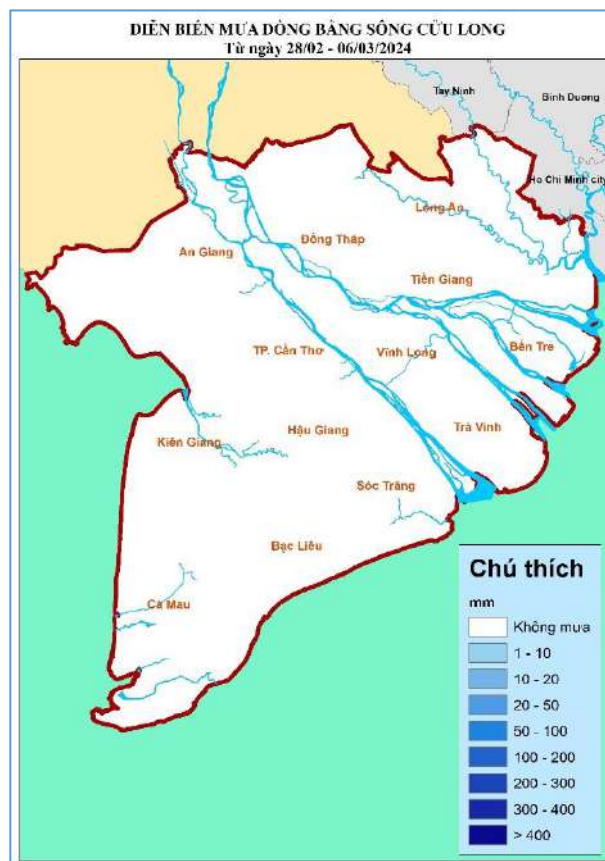 DIỄN BIẾN MƯA ĐỒNG BẰNG SÔNG CỬU LONG
Từ ngày 28/02 - 06/03/2024
Tay Ninh
Binh Duong
Ho Chi Minh city
Long An
Đồng Tháp
An Giang
Tiền Giang
Bến Tre
TP. Cần Thơ
Vĩnh Long
Trà Vinh
Hậu Giang
Kiên Giang
Sóc Trăng
Bạc Liêu
Cà Mau
Chú thích
mm
Không mưa
1 - 10
10 - 20
20 - 50
50 - 100
100 - 200
200 - 300
300 - 400
> 400